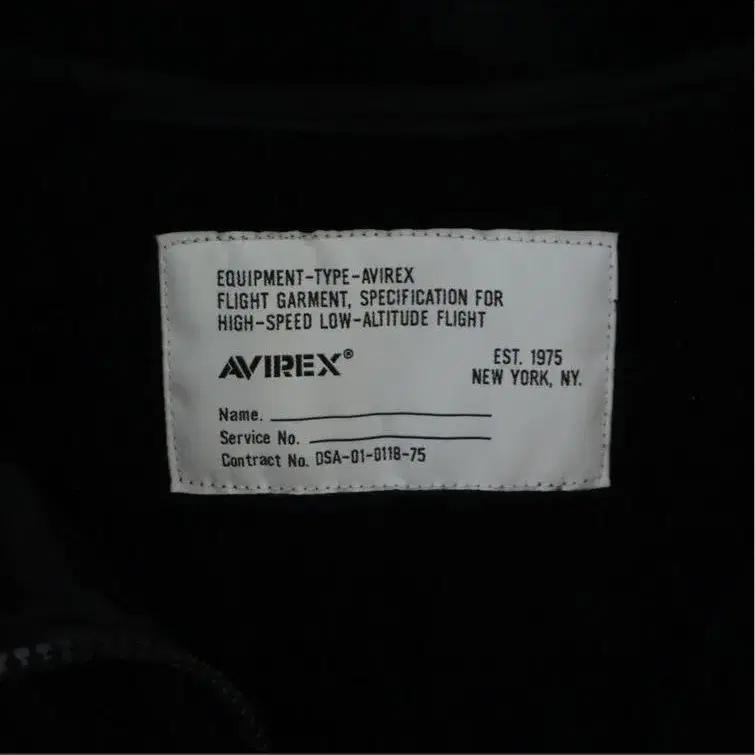 EQUIPMENT-TYPE-AVIREX
FLIGHT GARMENT, SPECIFICATION FOR
HIGH-SPEED LOW-ALTITUDE FLIGHT
AVIREX®
EST. 1975
NEW YORK, NY.
Name.
Service No.
Contract No. DSA-01-0118-75